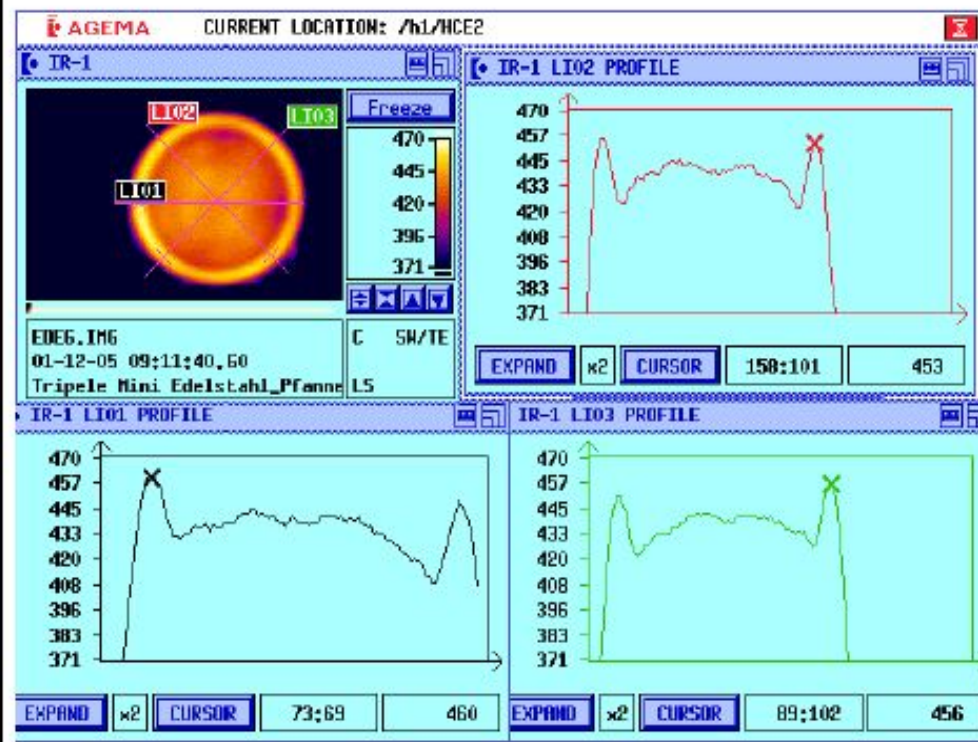 AGEMA CURRENT LOCATION: /h1/HCE2
IR-1
LI02
LI03
LI01
Freeze
470
445
420
396
371
EDE6.IMG
01-12-05 09:11:40.60
Tripele Mini Edelstahl_Pfanne
C SW/TE
LS
IR-1 LI02 PROFILE
470
457
445
433
420
408
396
383
371
EXPAND x2 CURSOR 158:101 453
IR-1 LI01 PROFILE
470
457
445
433
420
408
396
383
371
EXPAND x2 CURSOR 73:69 460
IR-1 LI03 PROFILE
470
457
445
433
420
408
396
383
371
EXPAND x2 CURSOR 89:102 456